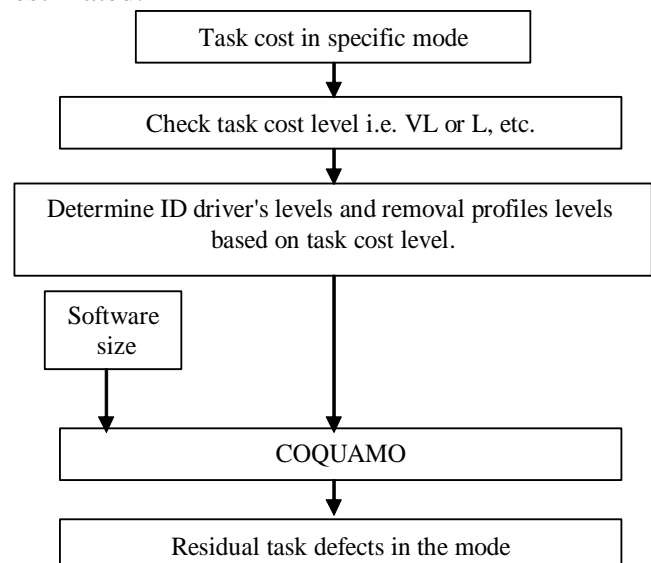 Task cost in specific mode
Check task cost level i.e. VL or L, etc.
Determine ID driver's levels and removal profiles levels
based on task cost level.
Software
size
COQUAMO
Residual task defects in the mode